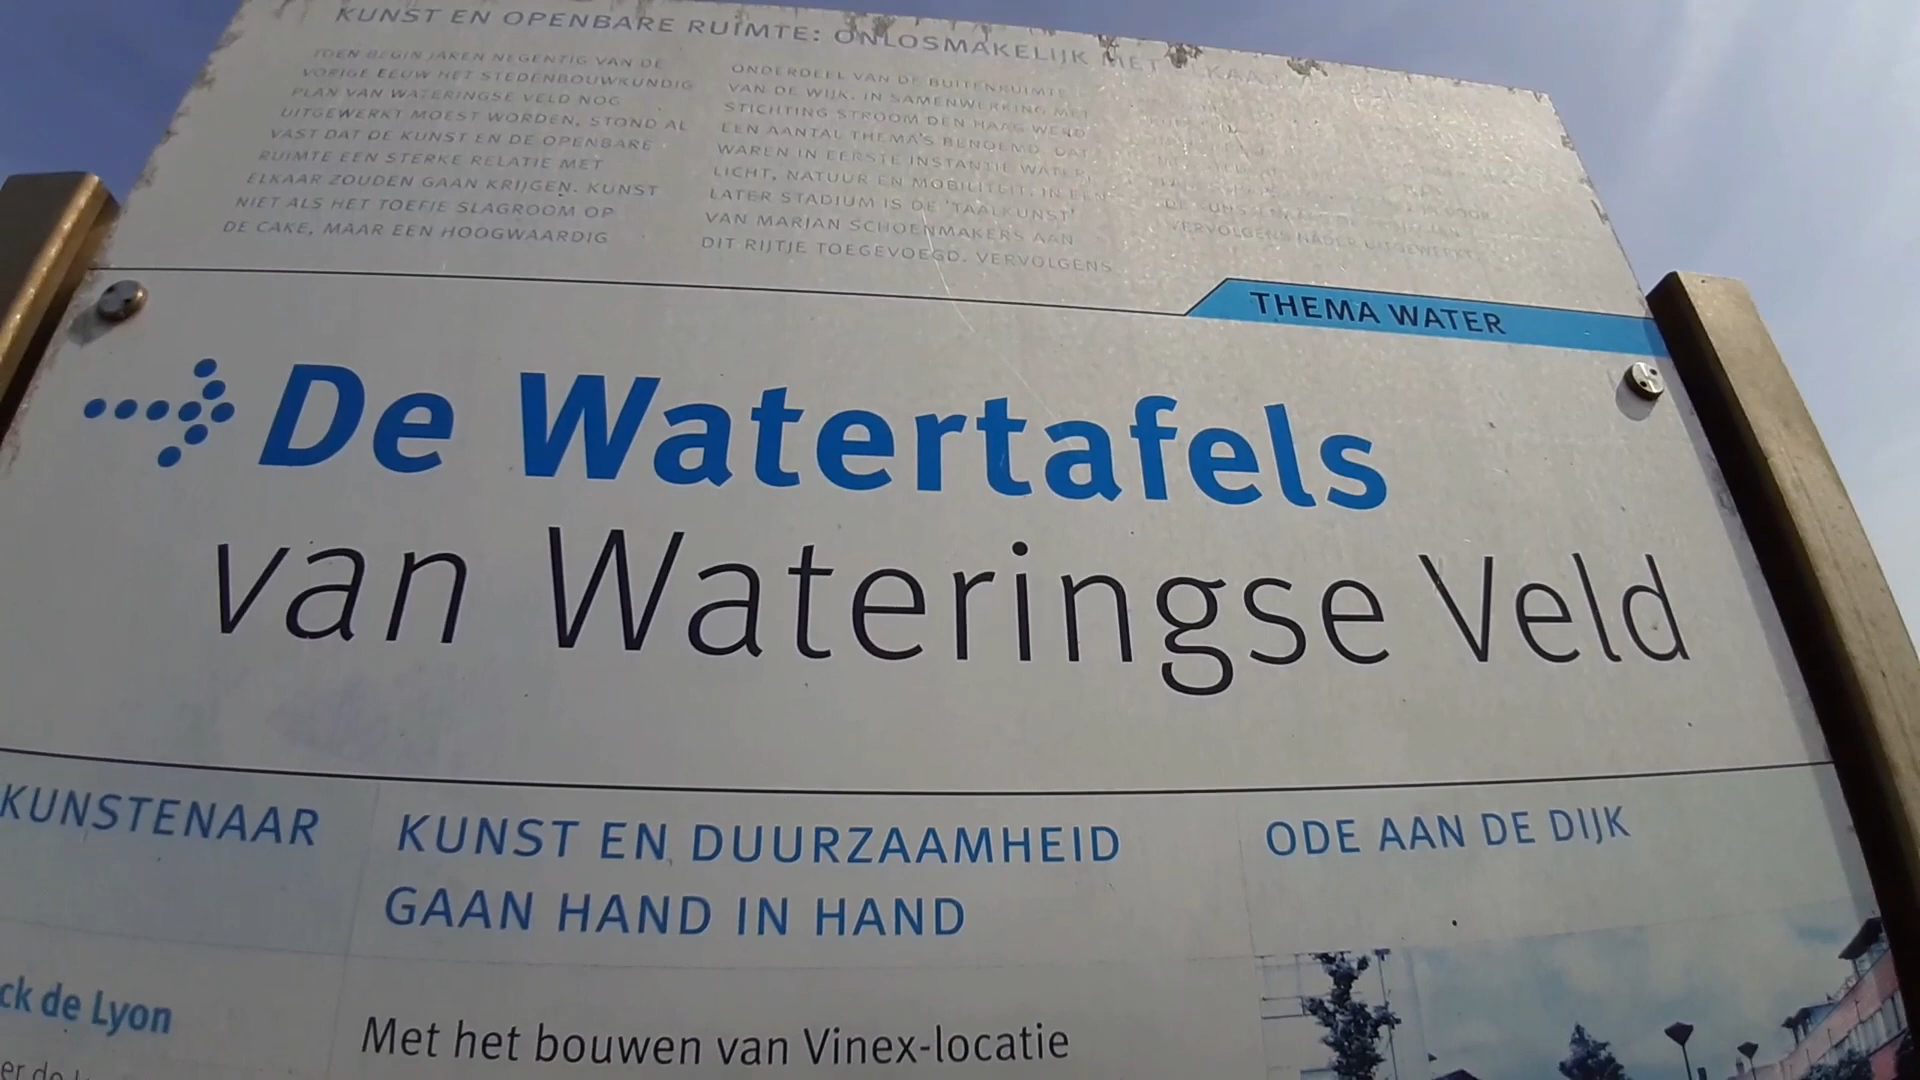 KUNST EN OPENBARE RUIMTE: ONLOSMAKELIJK MET
TOEN BEGIN JAREN NEGENTIG VAN DE
VORIGE EEUW HET STEDENBOUWKUNDIG
PLAN VAN WATERINGSE VELD NOG
UITGEWERKT MOEST WORDEN, STOND AL
VAST DAT DE KUNST EN DE OPENBARE
RUIMTE EEN STERKE RELATIE MET
ELKAAR ZOUDEN GAAN KRIJGEN. KUNST
NIET ALS HET TOEFJE SLAGROOM OP
DE CAKE, MAAR EEN HOOGWAARDIG
ONDERDEEL VAN DE BUITENRUIMTE
VAN DE WIJK. IN SAMENWERKING MET
STICHTING STROOM DEN HAAG WERD
EEN AANTAL THEMA'S BENOEMD. DAT
WAREN IN EERSTE INSTANTIE WATER,
LICHT, NATUUR EN MOBILITEIT. IN EEN
LATER STADIUM IS DE 'TAALKUNST'
VAN MARIAN SCHOENMAKERS AAN
DIT RIJTJE TOEGEVOEGD. VERVOLGENS
VERVOLGENS NADER UITGEWERKT.
THEMA WATER
De Watertafels
van Wateringse Veld
KUNSTENAAR
KUNST EN DUURZAAMHEID
GAAN HAND IN HAND
ODE AAN DE DIJK
ck de Lyon
Met het bouwen van Vinex-locatie